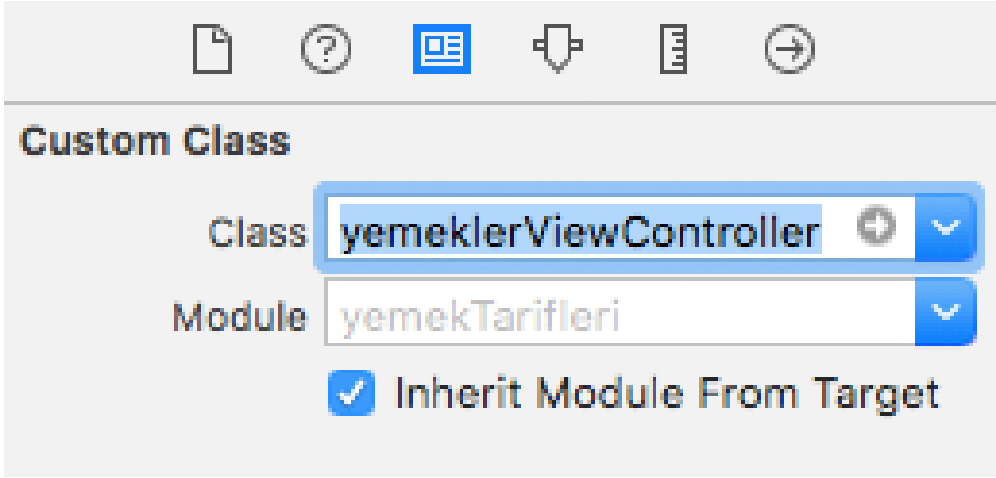 Custom Class
Class yemeklerViewController
Module yemekTarifleri
Inherit Module From Target